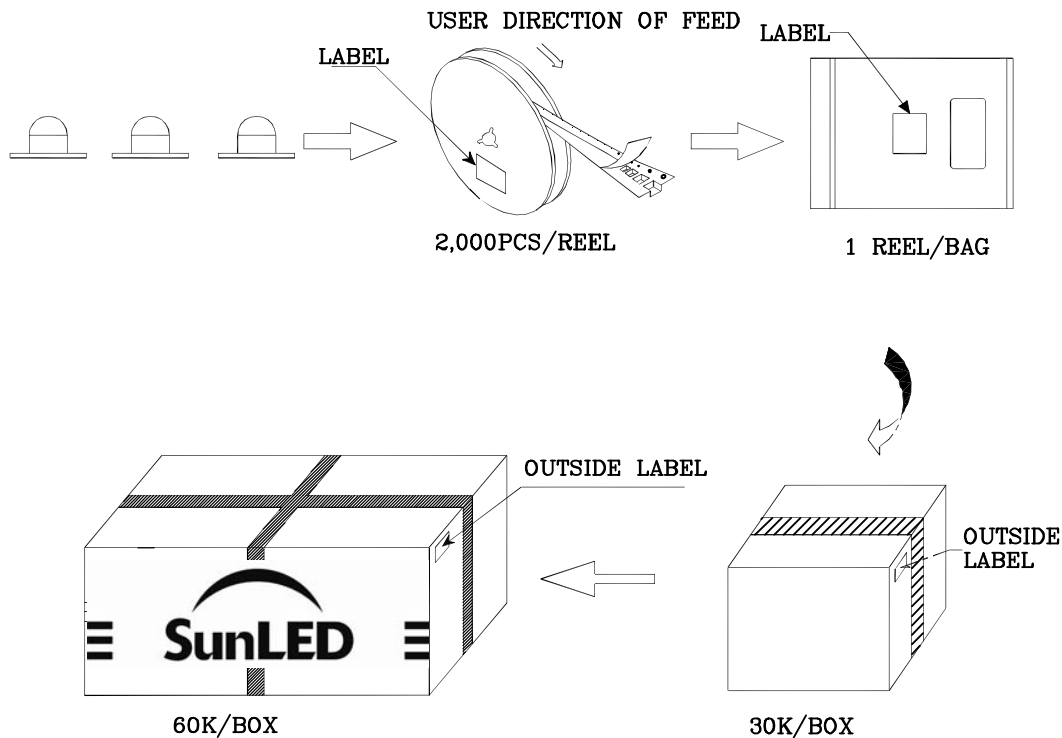 USER DIRECTION OF FEED
LABEL
LABEL
2,000PCS/REEL
1 REEL/BAG
OUTSIDE LABEL
OUTSIDE
LABEL
SunLED
60K/BOX
30K/BOX